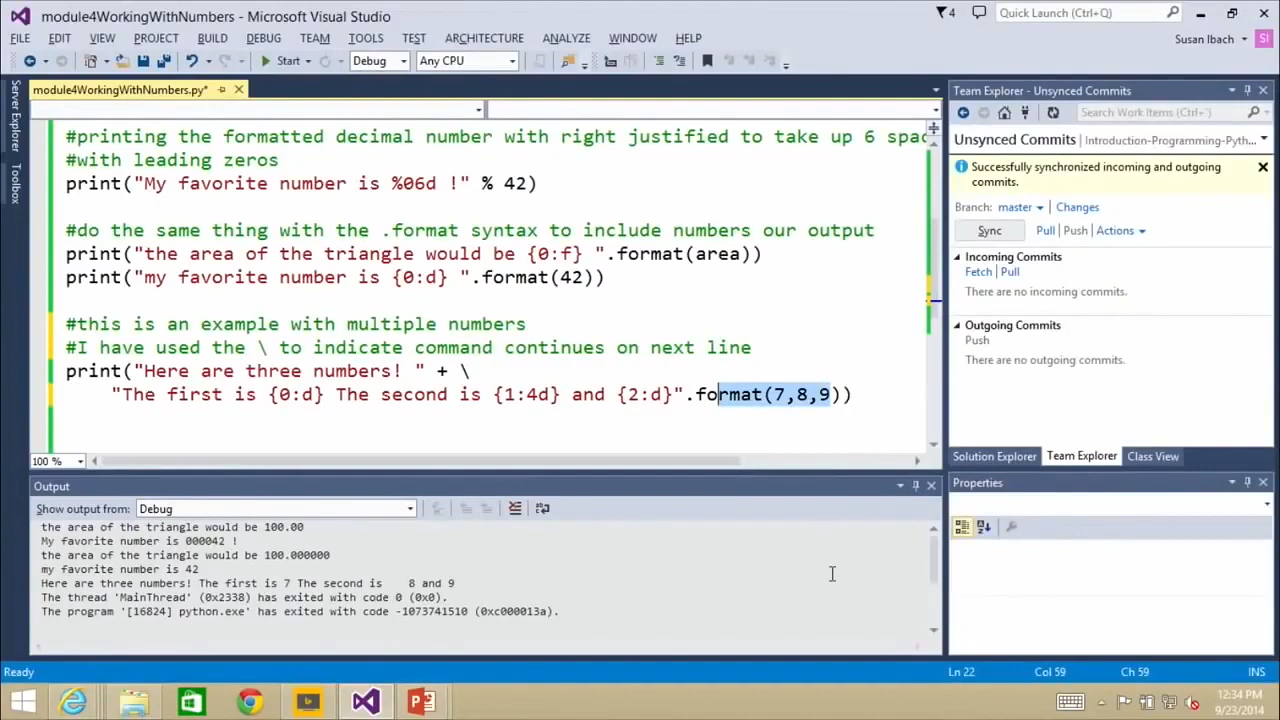 module4WorkingWithNumbers - Microsoft Visual Studio
4
Quick Launch (Ctrl+Q)
FILE EDIT VIEW PROJECT BUILD DEBUG TEAM TOOLS TEST ARCHITECTURE ANALYZE WINDOW HELP
Susan Ibach
SI
Start
Debug
Any CPU
Server Explorer
Toolbox
module4WorkingWithNumbers.py*
#printing the formatted decimal number with right justified to take up 6 spac
#with leading zeros
print("My favorite number is %06d !" % 42)
#do the same thing with the .format syntax to include numbers our output
print("the area of the triangle would be {0:f} ".format(area))
print("my favorite number is {0:d} ".format(42))
#this is an example with multiple numbers
#I have used the \ to indicate command continues on next line
print("Here are three numbers! " + \
"The first is {0:d} The second is {1:4d} and {2:d}".format(7,8,9))
100 %
Output
Show output from: Debug
the area of the triangle would be 100.00
My favorite number is 000042 !
the area of the triangle would be 100.000000
my favorite number is 42
Here are three numbers! The first is 7 The second is    8 and 9
The thread 'MainThread' (0x2338) has exited with code 0 (0x0).
The program '[16824] python.exe' has exited with code -1073741510 (0xc000013a).
Team Explorer - Unsynced Commits
Search Work Items (Ctrl+')
Unsynced Commits | Introduction-Programming-Pyth...
Successfully synchronized incoming and outgoing
commits.
Branch: master Changes
Sync Pull | Push | Actions
Incoming Commits
Fetch | Pull
There are no incoming commits.
Outgoing Commits
Push
There are no outgoing commits.
Solution Explorer Team Explorer Class View
Properties
Ready
Ln 22
Col 59
Ch 59
INS
12:34 PM
9/23/2014